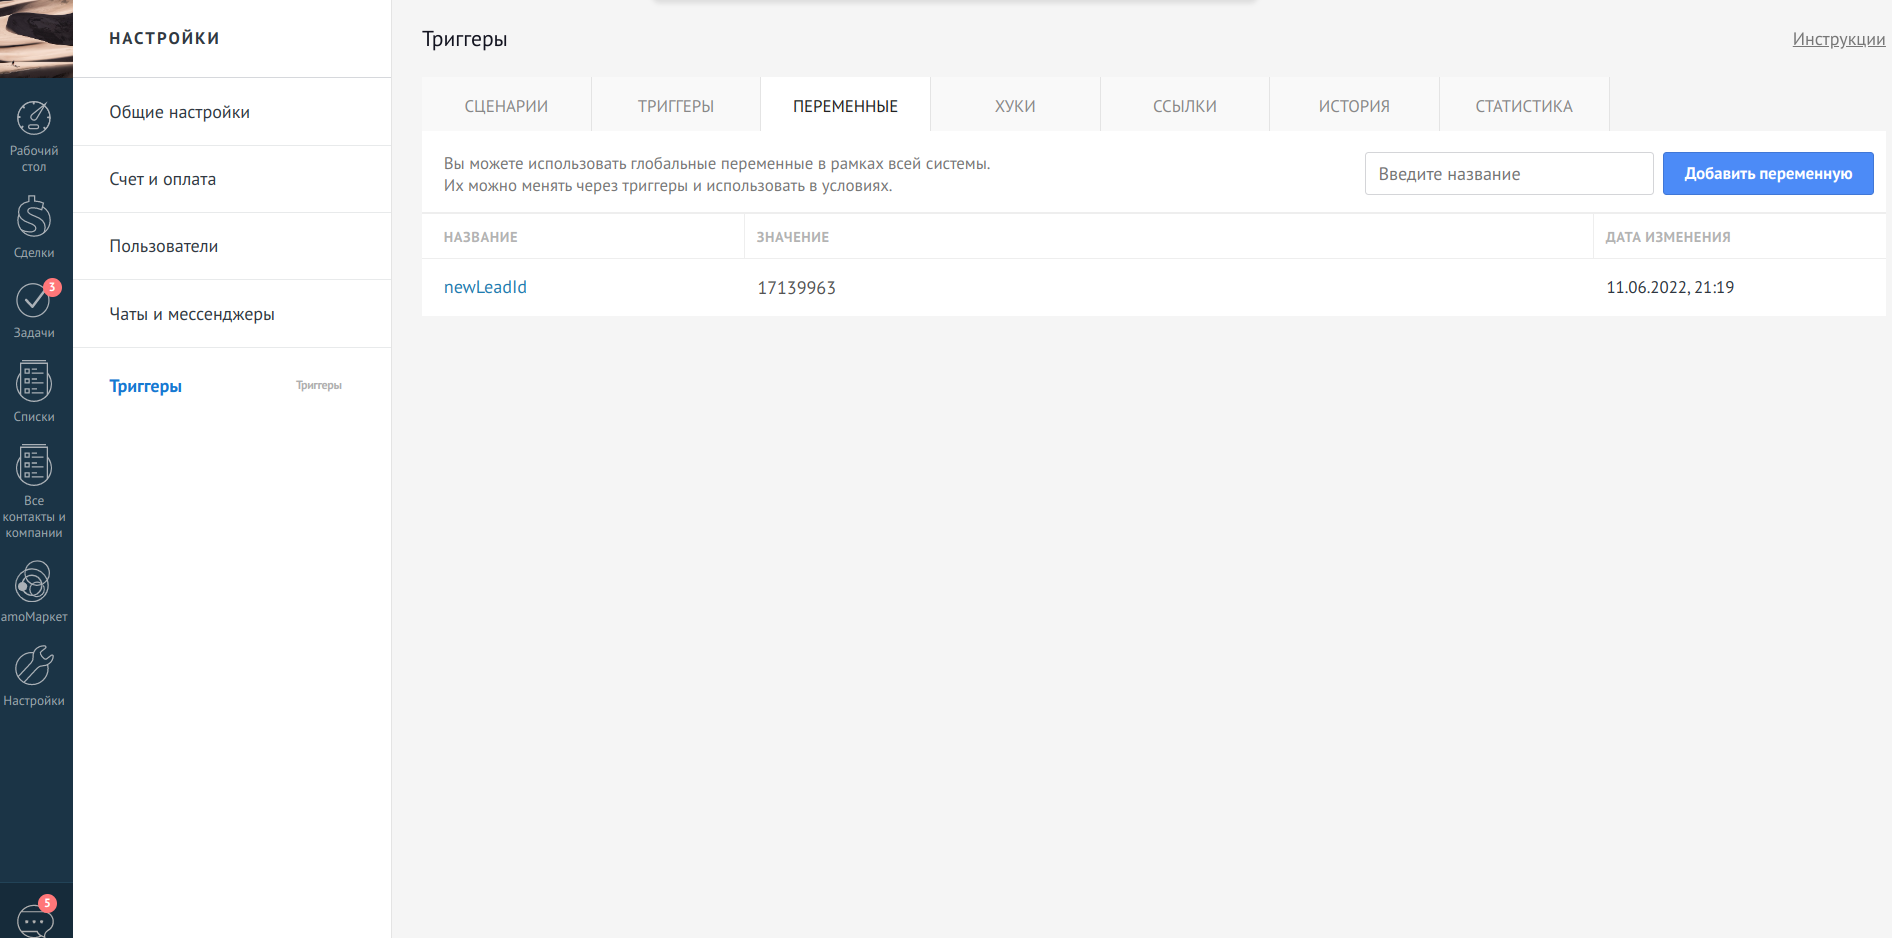 НАСТРОЙКИ
Общие настройки
Счет и оплата
Пользователи
Чаты и мессенджеры
Триггеры
Триггеры
Рабочий
стол
Сделки
3
Задачи
Списки
Все
контакты и
компании
amoМаркет
Настройки
5
Триггеры
Инструкции
СЦЕНАРИИ
ТРИГГЕРЫ
ПЕРЕМЕННЫЕ
ХУКИ
ССЫЛКИ
ИСТОРИЯ
СТАТИСТИКА
Вы можете использовать глобальные переменные в рамках всей системы.
Их можно менять через триггеры и использовать в условиях.
Введите название
Добавить переменную
НАЗВАНИЕ
ЗНАЧЕНИЕ
ДАТА ИЗМЕНЕНИЯ
newLeadId
17139963
11.06.2022, 21:19